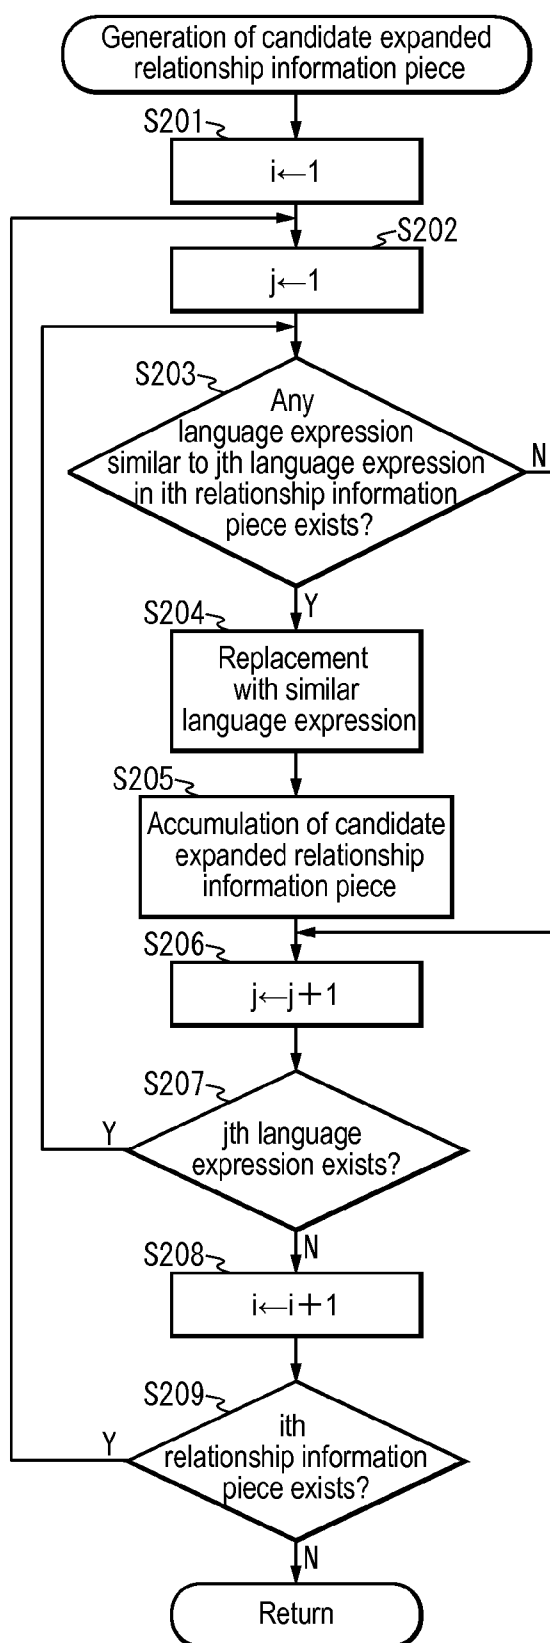 Generation of candidate expanded
relationship information piece
S201
i←1
S202
j←1
S203
Any
language expression
similar to jth language expression
in ith relationship information
piece exists?
N
Y
S204
Replacement
with similar
language expression
S205
Accumulation of candidate
expanded relationship
information piece
S206
j←j+1
S207
Y
jth language
expression exists?
N
S208
i←i+1
S209
Y
ith
relationship information
piece exists?
N
Return